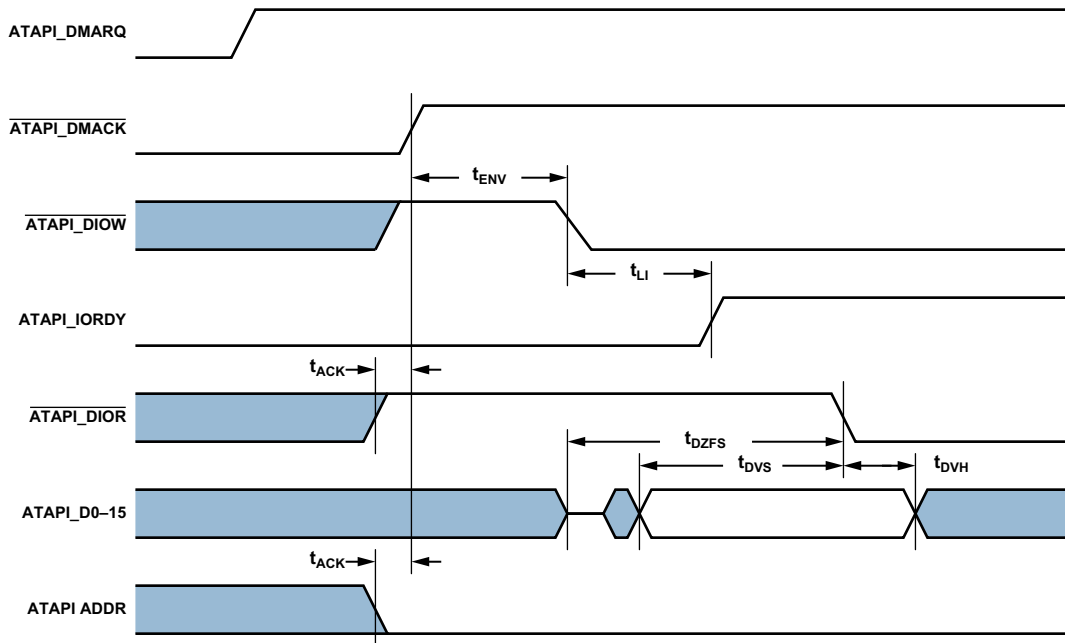 ATAPI_DMARQ
ATAPI_DMACK
tENV
ATAPI_DIOW
tLI
ATAPI_IORDY
tACK
ATAPI_DIOR
tDZFS
tDVS
tDVH
ATAPI_D0–15
tACK
ATAPI ADDR